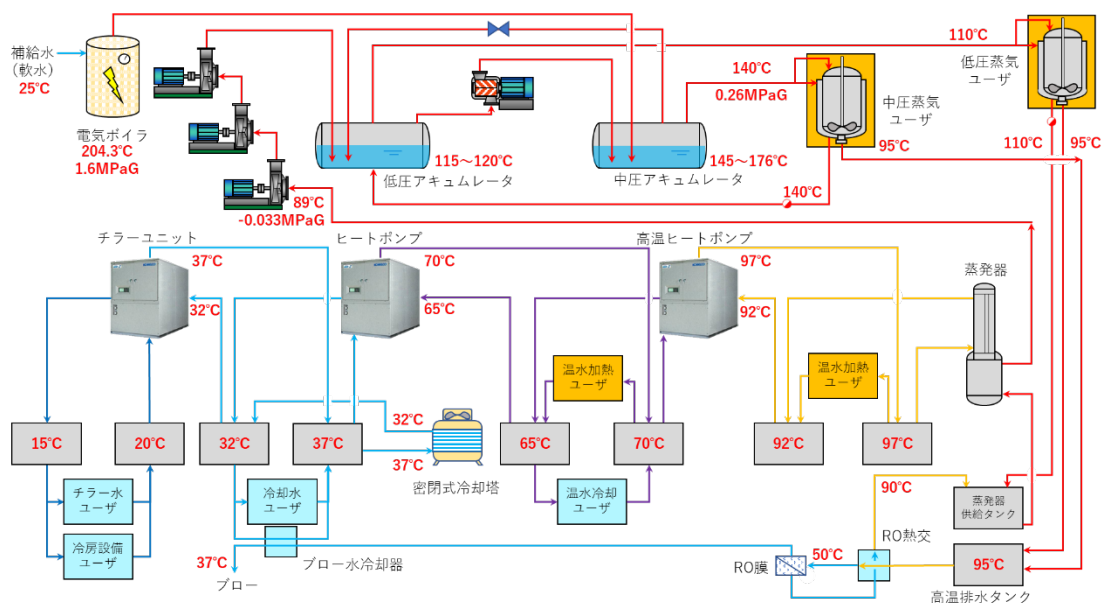 補給水
(軟水)
25℃
電気ボイラ
204.3℃
1.6MPaG
89℃
-0.033MPaG
115～120℃
低圧アキュムレータ
145～176℃
中圧アキュムレータ
140℃
0.26MPaG
中圧蒸気
ユーザ
95℃
140℃
110℃
低圧蒸気
ユーザ
110℃
95℃
チラーユニット
37℃
32℃
ヒートポンプ
70℃
65℃
高温ヒートポンプ
97℃
92℃
蒸発器
温水加熱
ユーザ
温水加熱
ユーザ
15℃
20℃
32℃
37℃
32℃
37℃
密閉式冷却塔
65℃
70℃
92℃
97℃
チラー水
ユーザ
冷房設備
ユーザ
冷却水
ユーザ
温水冷却
ユーザ
90℃
蒸発器
供給タンク
37℃
ブロー
ブロー水冷却器
RO膜
50℃
RO熱交
95℃
高温排水タンク